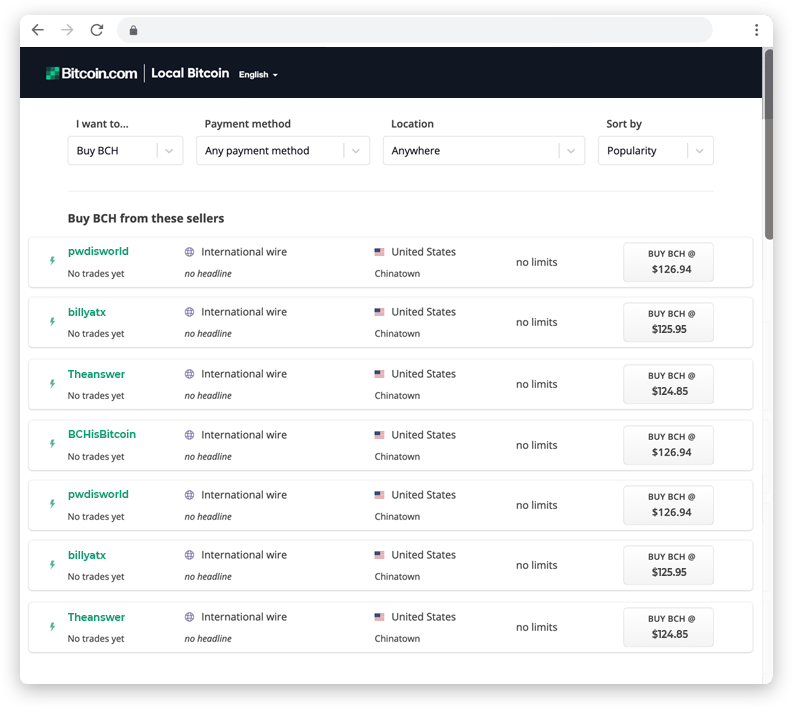 Bitcoin.com Local Bitcoin English
I want to... Payment method Location Sort by
Buy BCH Any payment method Anywhere Popularity
Buy BCH from these sellers
pwdisworld International wire United States no limits BUY BCH @
No trades yet no headline Chinatown $126.94
billyatx International wire United States no limits BUY BCH @
No trades yet no headline Chinatown $125.95
Theanswer International wire United States no limits BUY BCH @
No trades yet no headline Chinatown $124.85
BCHisBitcoin International wire United States no limits BUY BCH @
No trades yet no headline Chinatown $126.94
pwdisworld International wire United States no limits BUY BCH @
No trades yet no headline Chinatown $126.94
billyatx International wire United States no limits BUY BCH @
No trades yet no headline Chinatown $125.95
Theanswer International wire United States no limits BUY BCH @
No trades yet no headline Chinatown $124.85